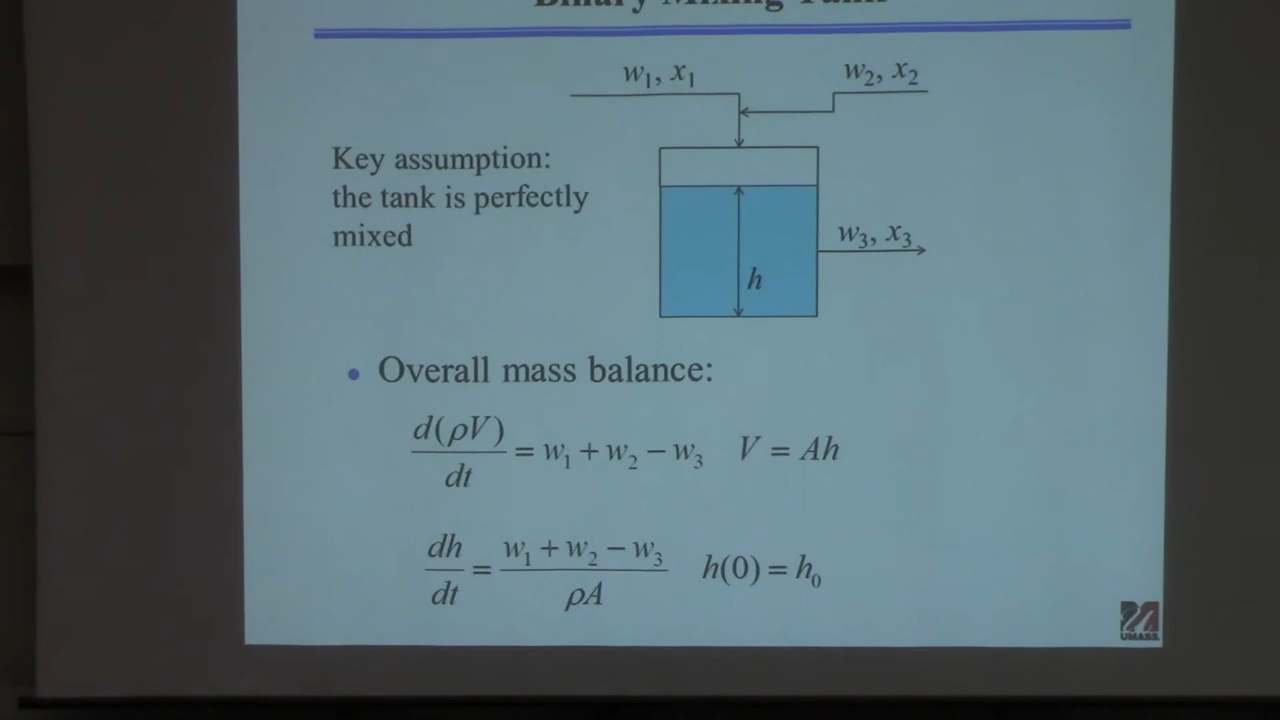 Binary Mixing Tank
w₁, x₁
w₂, x₂
Key assumption:
the tank is perfectly
mixed
w₃, x₃
h
• Overall mass balance:
d(ρV)/dt = w₁ + w₂ − w₃   V = Ah
dh/dt = (w₁ + w₂ − w₃)/ρA   h(0) = h₀
UMASS